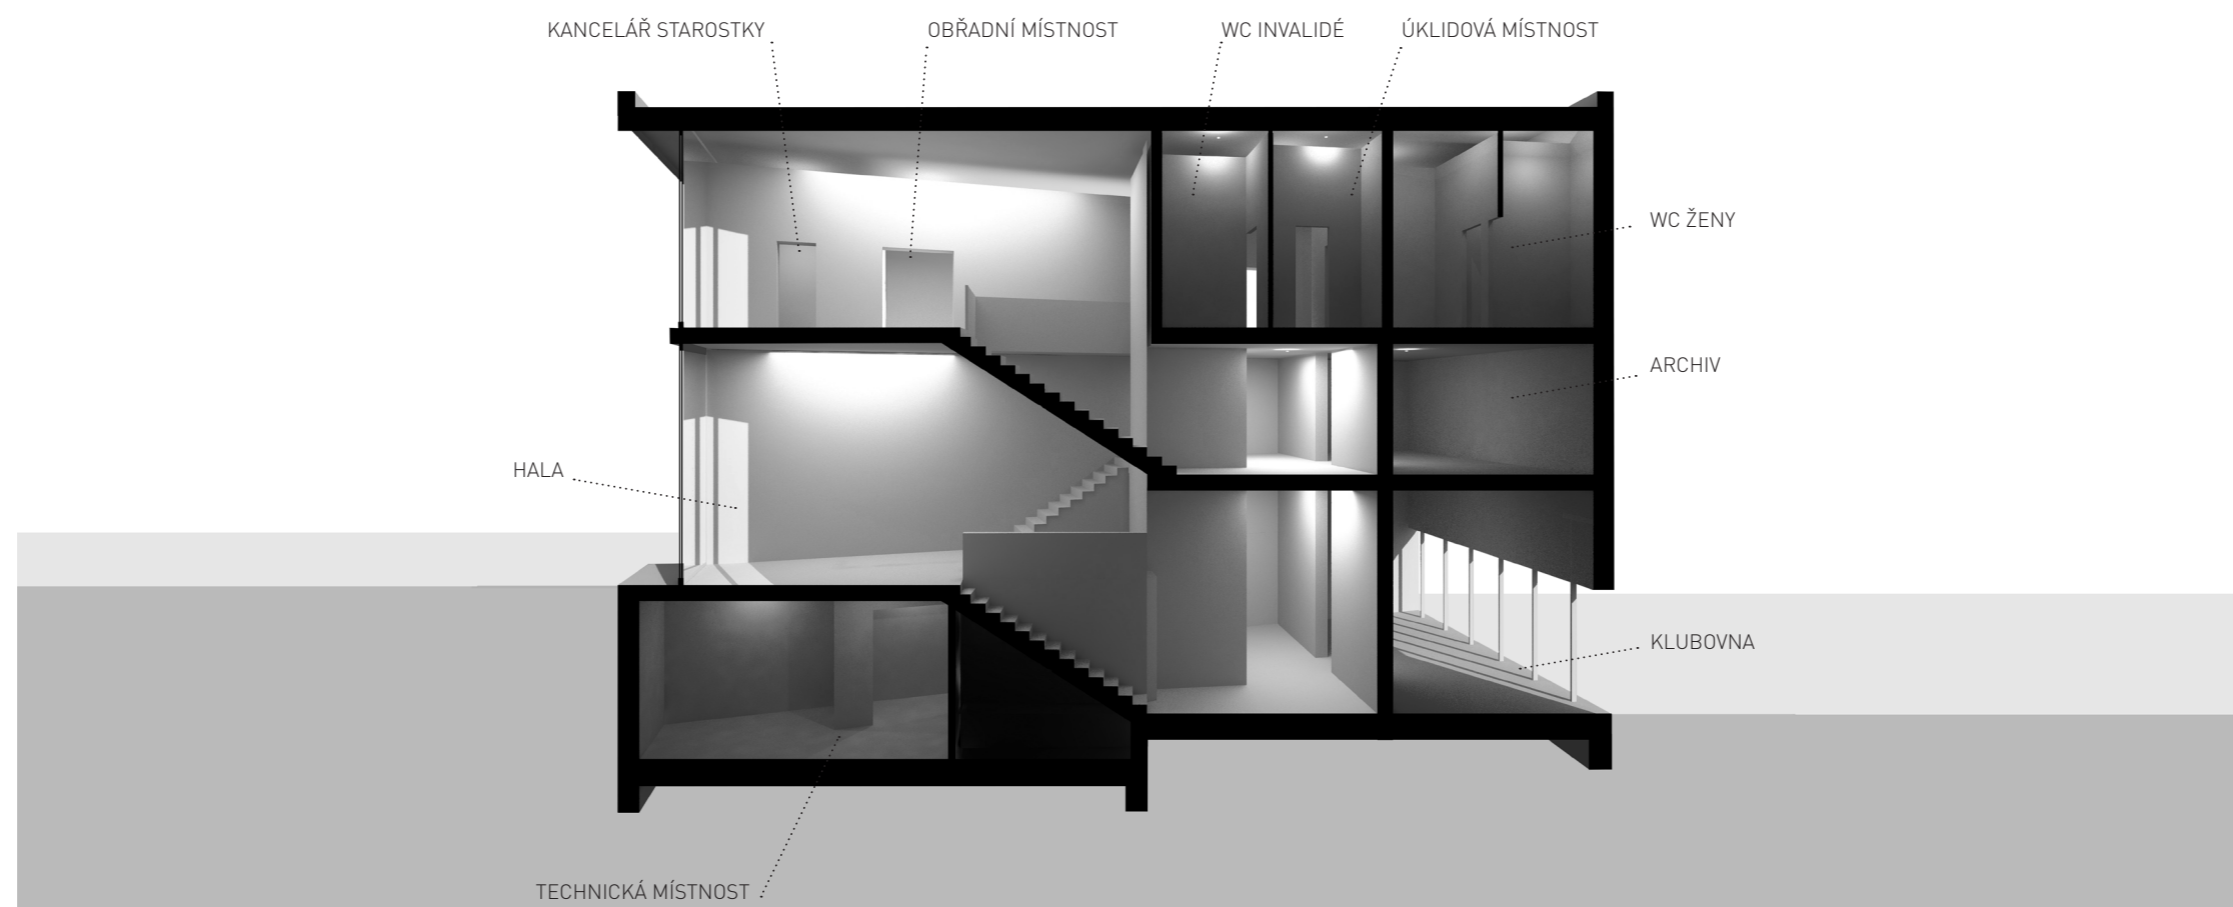 KANCELÁŘ STAROSTKY
OBŘADNÍ MÍSTNOST
WC INVALIDÉ
ÚKLIDOVÁ MÍSTNOST
WC ŽENY
ARCHIV
HALA
KLUBOVNA
TECHNICKÁ MÍSTNOST